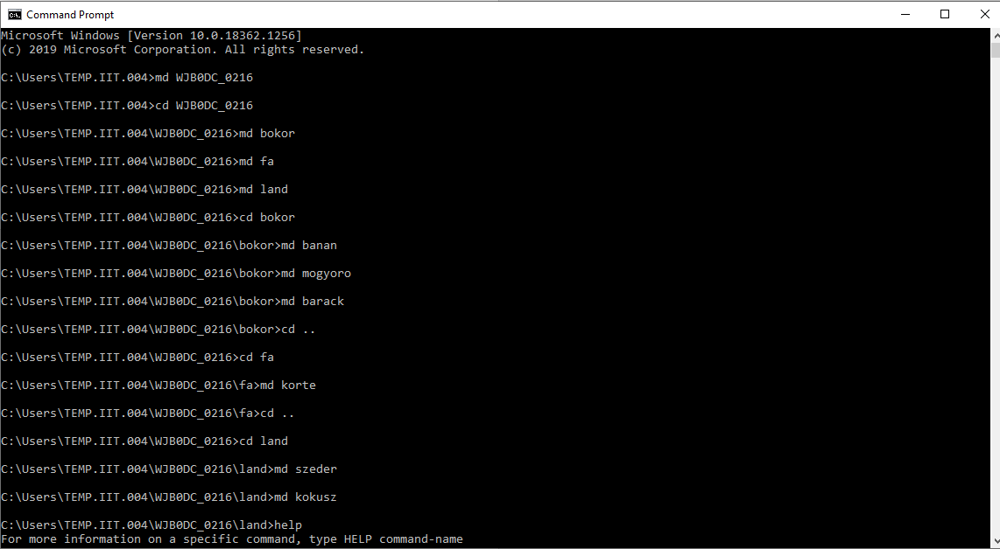 Command Prompt
Microsoft Windows [Version 10.0.18362.1256]
(c) 2019 Microsoft Corporation. All rights reserved.
C:\Users\TEMP.IIT.004>md WJB0DC_0216
C:\Users\TEMP.IIT.004>cd WJB0DC_0216
C:\Users\TEMP.IIT.004\WJB0DC_0216>md bokor
C:\Users\TEMP.IIT.004\WJB0DC_0216>md fa
C:\Users\TEMP.IIT.004\WJB0DC_0216>md land
C:\Users\TEMP.IIT.004\WJB0DC_0216>cd bokor
C:\Users\TEMP.IIT.004\WJB0DC_0216\bokor>md banan
C:\Users\TEMP.IIT.004\WJB0DC_0216\bokor>md mogyoro
C:\Users\TEMP.IIT.004\WJB0DC_0216\bokor>md barack
C:\Users\TEMP.IIT.004\WJB0DC_0216\bokor>cd ..
C:\Users\TEMP.IIT.004\WJB0DC_0216>cd fa
C:\Users\TEMP.IIT.004\WJB0DC_0216\fa>md korte
C:\Users\TEMP.IIT.004\WJB0DC_0216\fa>cd ..
C:\Users\TEMP.IIT.004\WJB0DC_0216>cd land
C:\Users\TEMP.IIT.004\WJB0DC_0216\land>md szeder
C:\Users\TEMP.IIT.004\WJB0DC_0216\land>md kokusz
C:\Users\TEMP.IIT.004\WJB0DC_0216\land>help
For more information on a specific command, type HELP command-name